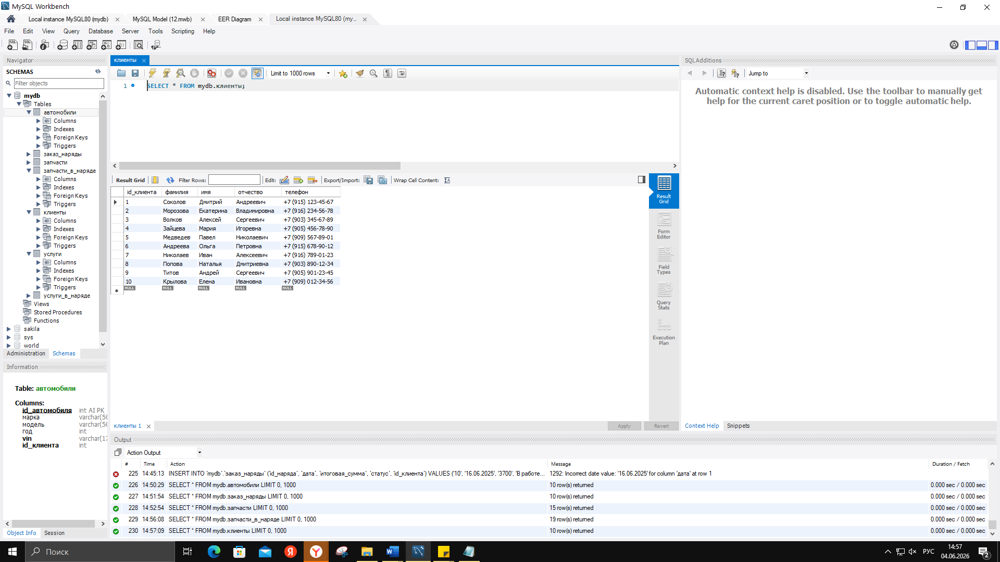 MySQL Workbench
Local instance MySQL80 (mydb)
MySQL Model (12.mwb)
EER Diagram
Local instance MySQL80 (my...
File Edit View Query Database Server Tools Scripting Help
Navigator
SCHEMAS
Filter objects
mydb
Tables
автомобили
Columns
Indexes
Foreign Keys
Triggers
заказ_наряды
запчасти
запчасти_в_наряде
Columns
Indexes
Foreign Keys
Triggers
клиенты
Columns
Indexes
Foreign Keys
Triggers
услуги
Columns
Indexes
Foreign Keys
Triggers
услуги_в_наряде
Views
Stored Procedures
Functions
sakila
sys
world
Administration Schemas
Information
Table: автомобили
Columns:
id_автомобиля int AI PK
марка varchar(50
модель varchar(50
год int
vin varchar(17
id_клиента int
Object Info Session
клиенты
Limit to 1000 rows
1 SELECT * FROM mydb.клиенты;
Result Grid Filter Rows: Edit: Export/Import: Wrap Cell Content:
id_клиента фамилия имя отчество телефон
1 Соколов Дмитрий Андреевич +7 (915) 123-45-67
2 Морозова Екатерина Владимировна +7 (916) 234-56-78
3 Волков Алексей Сергеевич +7 (903) 345-67-89
4 Зайцева Мария Игоревна +7 (905) 456-78-90
5 Медведев Павел Николаевич +7 (909) 567-89-01
6 Андреева Ольга Петровна +7 (915) 678-90-12
7 Николаев Иван Алексеевич +7 (916) 789-01-23
8 Попова Наталья Дмитриевна +7 (903) 890-12-34
9 Титов Андрей Сергеевич +7 (905) 901-23-45
10 Крылова Елена Ивановна +7 (909) 012-34-56
NULL NULL NULL NULL NULL
Result
Grid
Form
Editor
Field
Types
Query
Stats
Execution
Plan
клиенты 1
Apply Revert
SQLAdditions
Jump to
Automatic context help is disabled. Use the toolbar to manually get
help for the current caret position or to toggle automatic help.
Context Help Snippets
Output
Action Output
# Time Action Message Duration / Fetch
225 14:45:13 INSERT INTO `mydb`.`заказ_наряды` (`id_наряда`, `дата`, `итоговая_сумма`, `статус`, `id_клиента`) VALUES ('10', '16.06.2025', '3700', 'В работе... 1292: Incorrect date value: '16.06.2025' for column 'дата' at row 1
226 14:50:29 SELECT * FROM mydb.автомобили LIMIT 0, 1000 10 row(s) returned 0.000 sec / 0.000 sec
227 14:51:54 SELECT * FROM mydb.заказ_наряды LIMIT 0, 1000 10 row(s) returned 0.000 sec / 0.000 sec
228 14:52:54 SELECT * FROM mydb.запчасти LIMIT 0, 1000 15 row(s) returned 0.000 sec / 0.000 sec
229 14:56:08 SELECT * FROM mydb.запчасти_в_наряде LIMIT 0, 1000 19 row(s) returned 0.000 sec / 0.000 sec
230 14:57:09 SELECT * FROM mydb.клиенты LIMIT 0, 1000 10 row(s) returned 0.000 sec / 0.000 sec
Поиск
РУС
14:57
04.06.2026
2